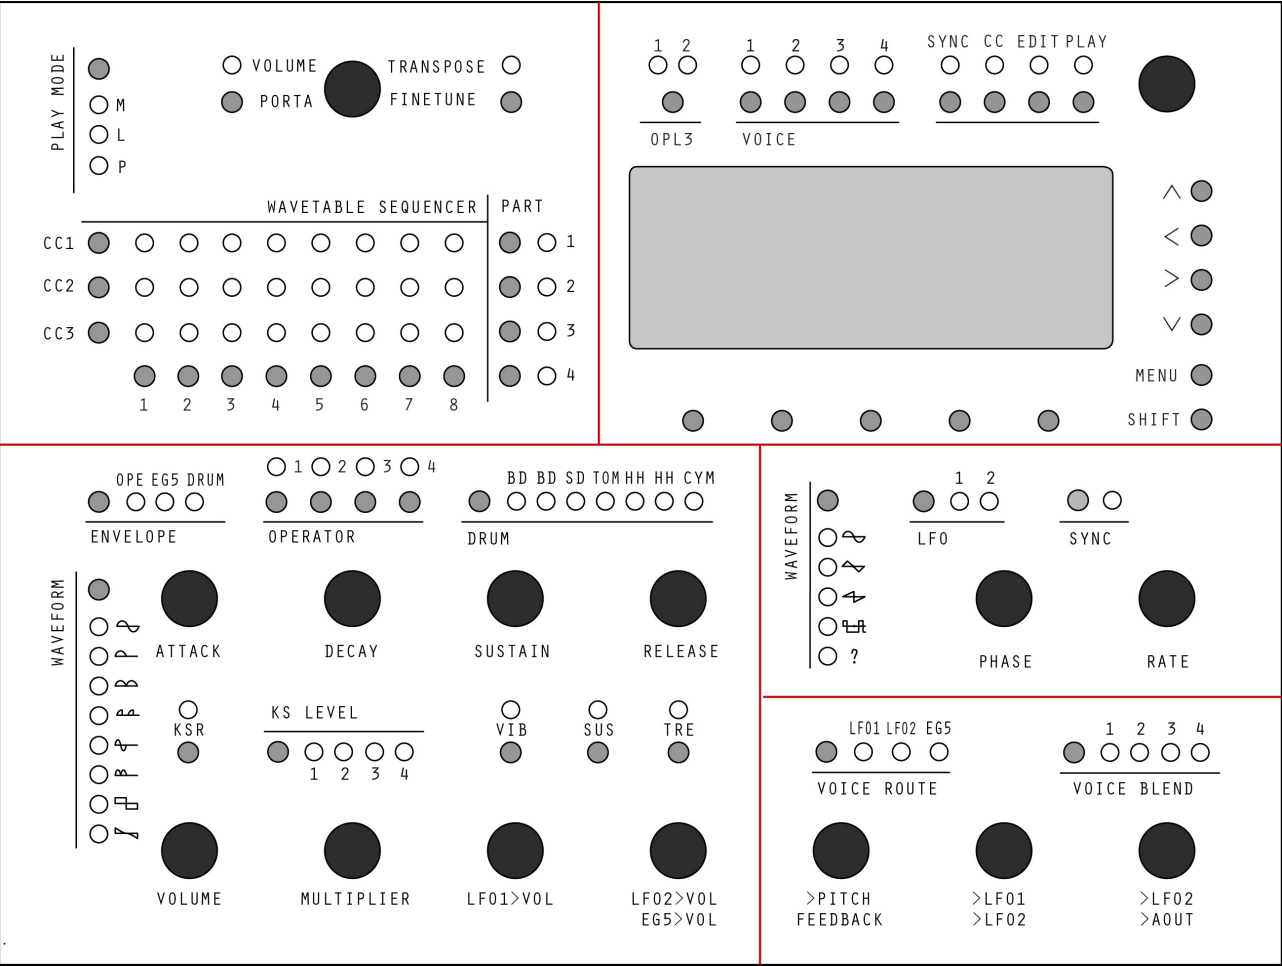 PLAY MODE
M
L
P
VOLUME
PORTA
TRANSPOSE
FINETUNE
WAVETABLE SEQUENCER
PART
CC1
CC2
CC3
1
2
3
4
1 2 3 4 5 6 7 8
1 2
OPL3
1 2 3 4
VOICE
SYNC CC EDIT PLAY
MENU
SHIFT
OPE EG5 DRUM
ENVELOPE
1 2 3 4
OPERATOR
BD BD SD TOM HH HH CYM
DRUM
WAVEFORM
ATTACK
DECAY
SUSTAIN
RELEASE
KSR
KS LEVEL
1 2 3 4
VIB
SUS
TRE
VOLUME
MULTIPLIER
LFO1>VOL
LFO2>VOL
EG5>VOL
WAVEFORM
?
1 2
LFO
SYNC
PHASE
RATE
LFO1 LFO2 EG5
VOICE ROUTE
1 2 3 4
VOICE BLEND
>PITCH
FEEDBACK
>LFO1
>LFO2
>LFO2
>AOUT